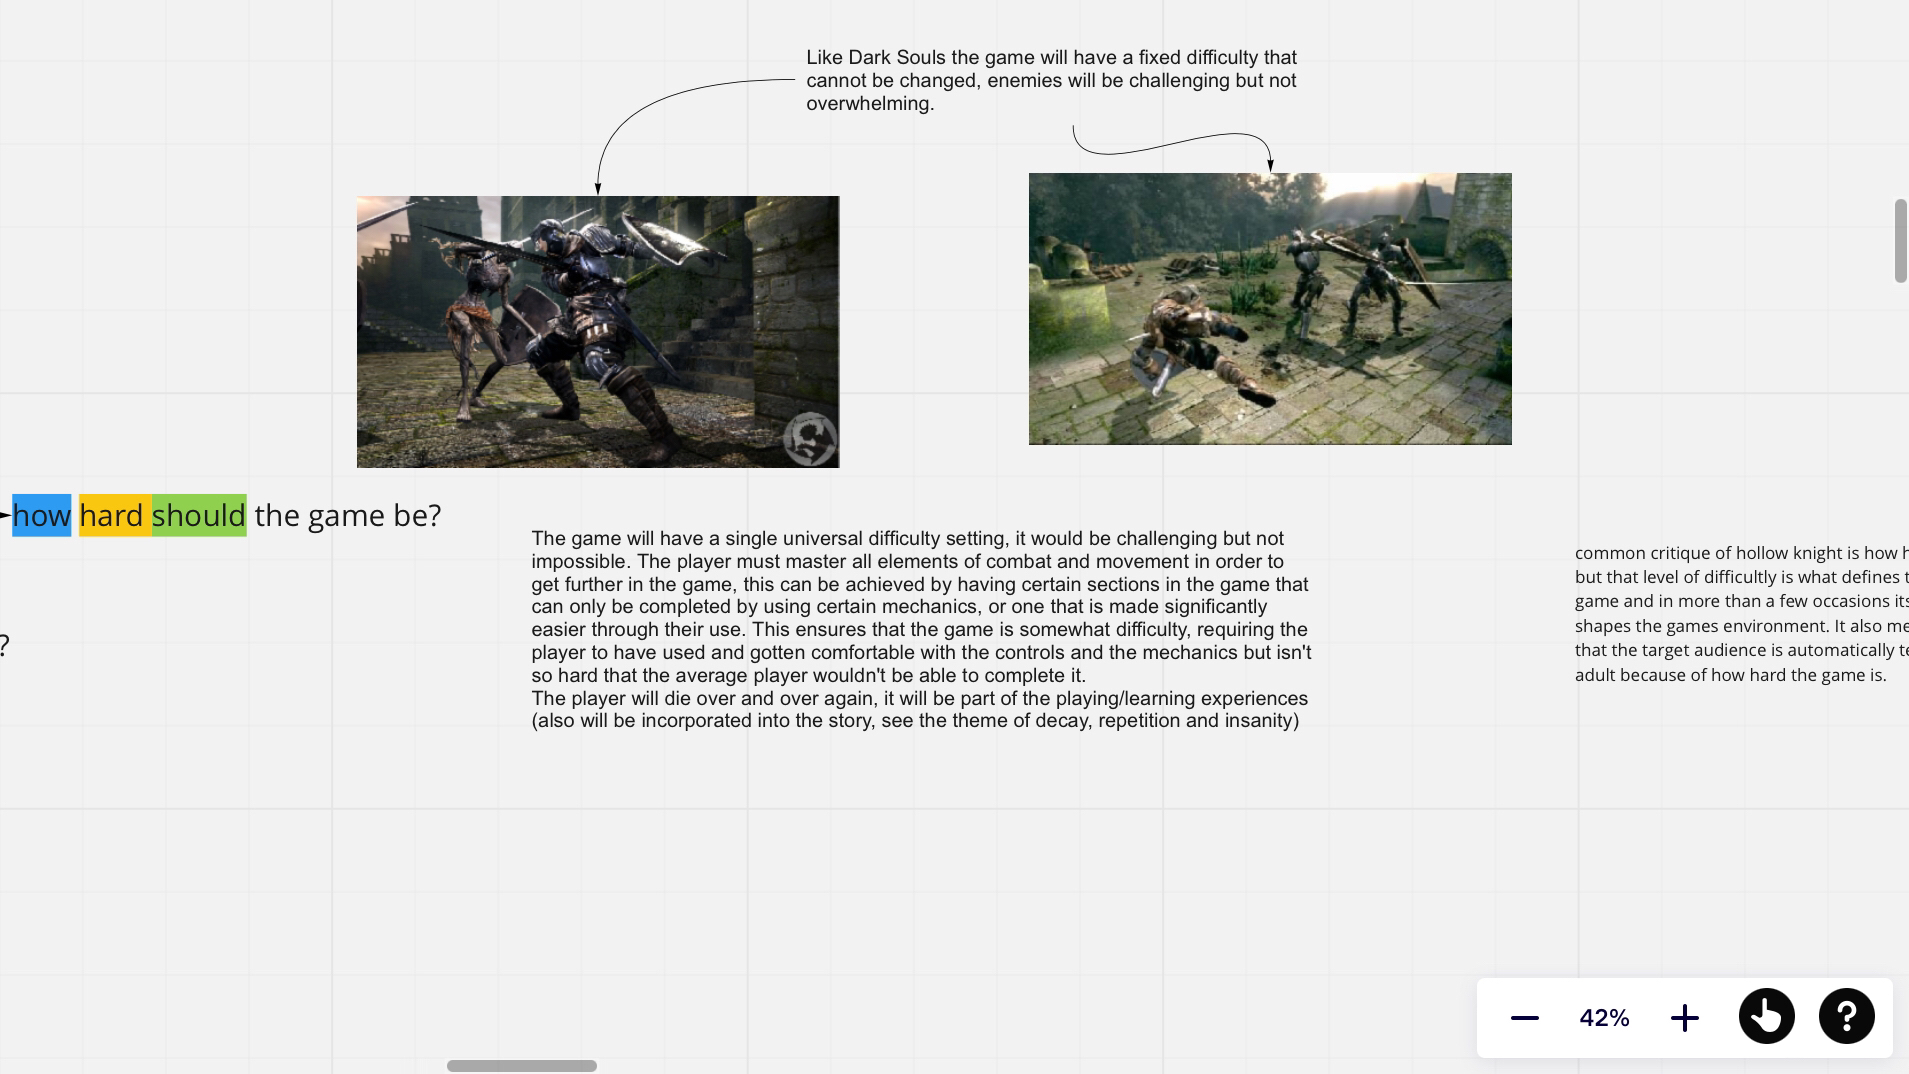 Like Dark Souls the game will have a fixed difficulty that
cannot be changed, enemies will be challenging but not
overwhelming.
how hard should the game be?
The game will have a single universal difficulty setting, it would be challenging but not
impossible. The player must master all elements of combat and movement in order to
get further in the game, this can be achieved by having certain sections in the game that
can only be completed by using certain mechanics, or one that is made significantly
easier through their use. This ensures that the game is somewhat difficulty, requiring the
player to have used and gotten comfortable with the controls and the mechanics but isn't
so hard that the average player wouldn't be able to complete it.
The player will die over and over again, it will be part of the playing/learning experiences
(also will be incorporated into the story, see the theme of decay, repetition and insanity)
common critique of hollow knight is how
but that level of difficultly is what defines
game and in more than a few occasions its
shapes the games environment. It also
that the target audience is automatically
adult because of how hard the game is.
?
42%